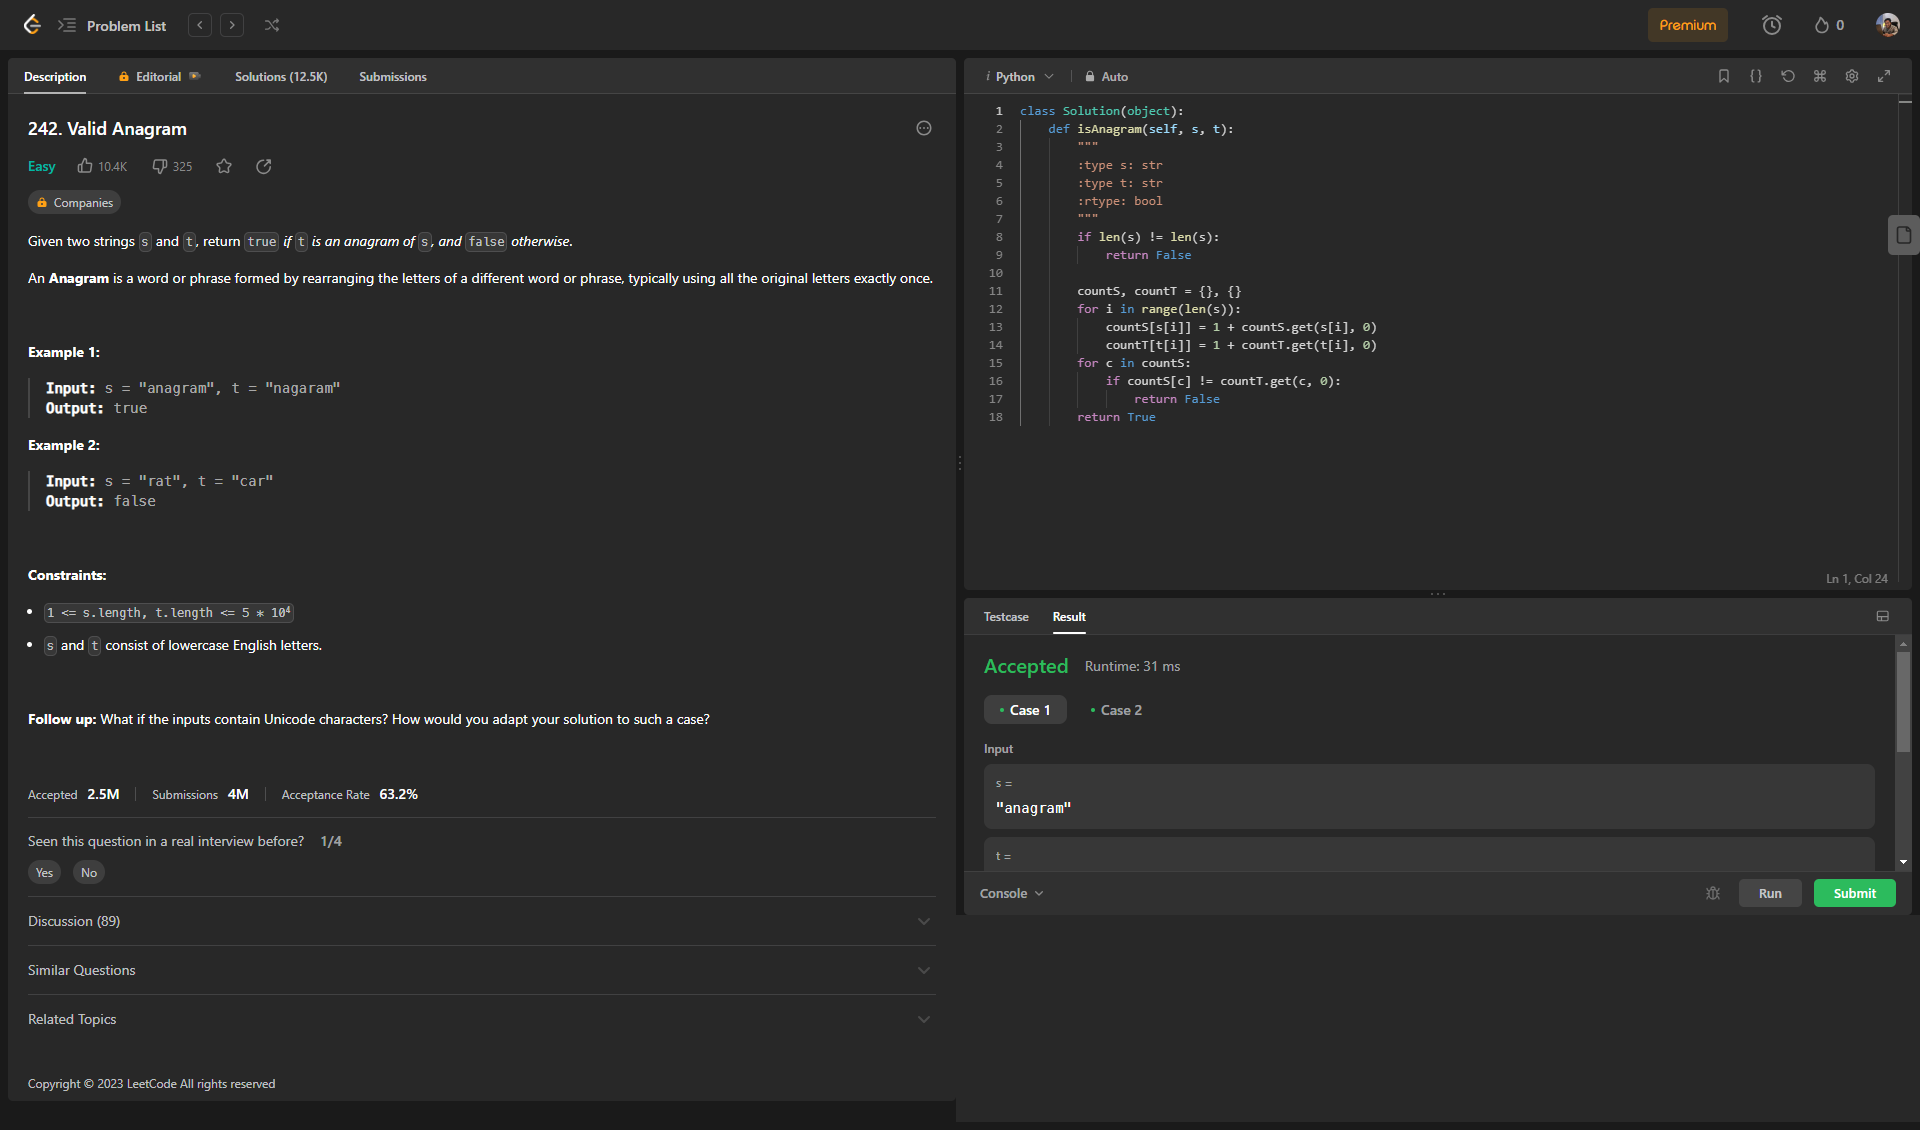 Problem List
Premium
0
Description
Editorial
Solutions (12.5K)
Submissions
242. Valid Anagram
Easy
10.4K
325
Companies
Given two strings s and t, return true if t is an anagram of s, and false otherwise.
An Anagram is a word or phrase formed by rearranging the letters of a different word or phrase, typically using all the original letters exactly once.
Example 1:
Input: s = "anagram", t = "nagaram"
Output: true
Example 2:
Input: s = "rat", t = "car"
Output: false
Constraints:
• 1 <= s.length, t.length <= 5 * 10⁴
• s and t consist of lowercase English letters.
Follow up: What if the inputs contain Unicode characters? How would you adapt your solution to such a case?
Accepted 2.5M
Submissions 4M
Acceptance Rate 63.2%
Seen this question in a real interview before? 1/4
Yes
No
Discussion (89)
Similar Questions
Related Topics
Copyright © 2023 LeetCode All rights reserved
i Python
Auto
1 class Solution(object):
2     def isAnagram(self, s, t):
3         """
4         :type s: str
5         :type t: str
6         :rtype: bool
7         """
8         if len(s) != len(s):
9             return False
10
11         countS, countT = {}, {}
12         for i in range(len(s)):
13             countS[s[i]] = 1 + countS.get(s[i], 0)
14             countT[t[i]] = 1 + countT.get(t[i], 0)
15         for c in countS:
16             if countS[c] != countT.get(c, 0):
17                 return False
18         return True
Ln 1, Col 24
Testcase
Result
Accepted
Runtime: 31 ms
• Case 1
• Case 2
Input
s =
"anagram"
t =
Console
Run
Submit